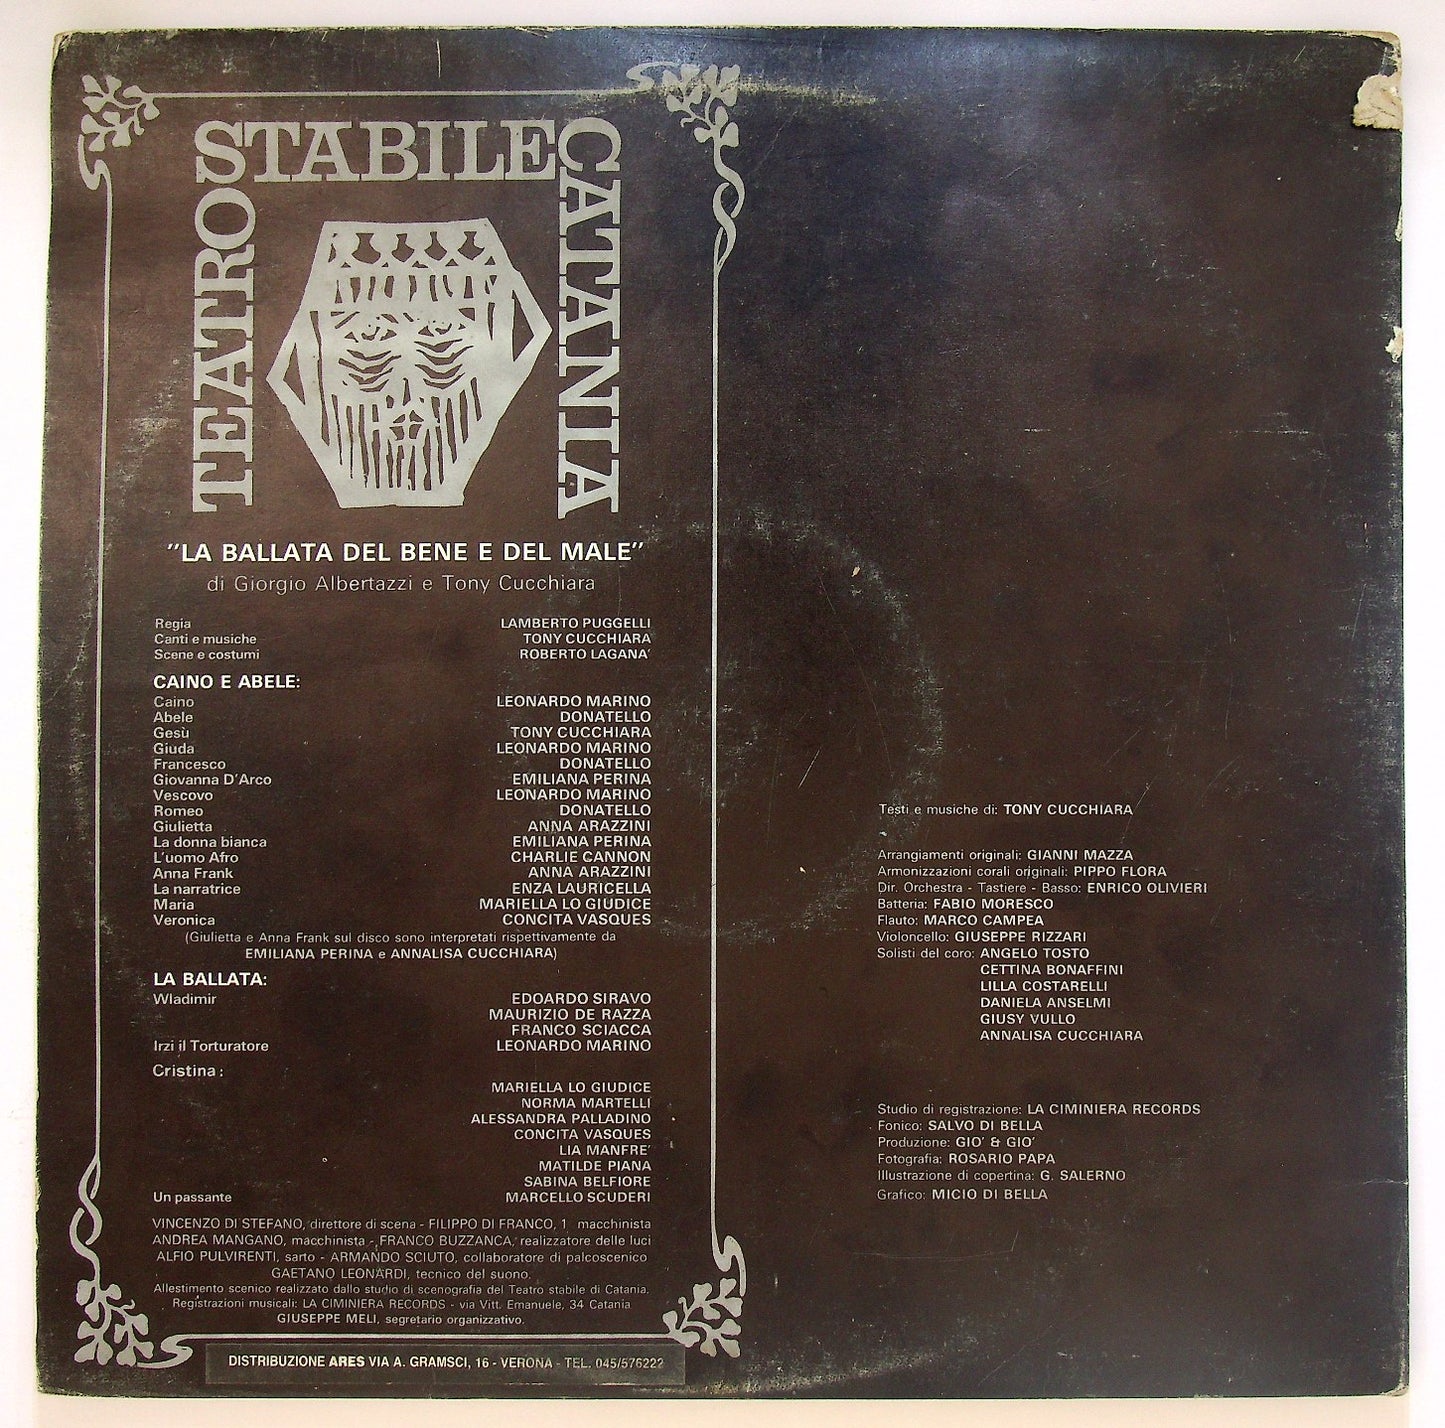 TEATRO STABILE CATANIA
"LA BALLATA DEL BENE E DEL MALE"
di Giorgio Albertazzi e Tony Cucchiara
Regia LAMBERTO PUGGELLI
Canti e musiche TONY CUCCHIARA
Scene e costumi ROBERTO LAGANA'
CAINO E ABELE:
Caino LEONARDO MARINO
Abele DONATELLO
Gesù TONY CUCCHIARA
Giuda LEONARDO MARINO
Francesco DONATELLO
Giovanna D'Arco EMILIANA PERINA
Vescovo LEONARDO MARINO
Romeo DONATELLO
Giulietta ANNA ARAZZINI
La donna bianca EMILIANA PERINA
L'uomo Afro CHARLIE CANNON
Anna Frank ANNA ARAZZINI
La narratrice ENZA LAURICELLA
Maria MARIELLA LO GIUDICE
Veronica CONCITA VASQUES
(Giulietta e Anna Frank sul disco sono interpretati rispettivamente da
EMILIANA PERINA e ANNALISA CUCCHIARA)
LA BALLATA:
Wladimir EDOARDO SIRAVO
MAURIZIO DE RAZZA
FRANCO SCIACCA
Irzi il Torturatore LEONARDO MARINO
Cristina :
MARIELLA LO GIUDICE
NORMA MARTELLI
ALESSANDRA PALLADINO
CONCITA VASQUES
LIA MANFRE'
MATILDE PIANA
SABINA BELFIORE
Un passante MARCELLO SCUDERI
VINCENZO DI STEFANO, direttore di scena - FILIPPO DI FRANCO, 1 macchinista
ANDREA MANGANO, macchinista - FRANCO BUZZANCA, realizzatore delle luci
ALFIO PULVIRENTI, sarto - ARMANDO SCIUTO, collaboratore di palcoscenico
GAETANO LEONARDI, tecnico del suono.
Allestimento scenico realizzato dallo studio di scenografia del Teatro stabile di Catania.
Registrazioni musicali: LA CIMINIERA RECORDS - via Vitt. Emanuele, 34 Catania
GIUSEPPE MELI, segretario organizzativo.
DISTRIBUZIONE ARES VIA A. GRAMSCI, 16 - VERONA - TEL. 045/576222
Testi e musiche di: TONY CUCCHIARA
Arrangiamenti originali: GIANNI MAZZA
Armonizzazioni corali originali: PIPPO FLORA
Dir. Orchestra - Tastiere - Basso: ENRICO OLIVIERI
Batteria: FABIO MORESCO
Flauto: MARCO CAMPEA
Violoncello: GIUSEPPE RIZZARI
Solisti del coro: ANGELO TOSTO
CETTINA BONAFFINI
LILLA COSTARELLI
DANIELA ANSELMI
GIUSY VULLO
ANNALISA CUCCHIARA
Studio di registrazione: LA CIMINIERA RECORDS
Fonico: SALVO DI BELLA
Produzione: GIO' & GIO'
Fotografia: ROSARIO PAPA
Illustrazione di copertina: G. SALERNO
Grafico: MICIO DI BELLA